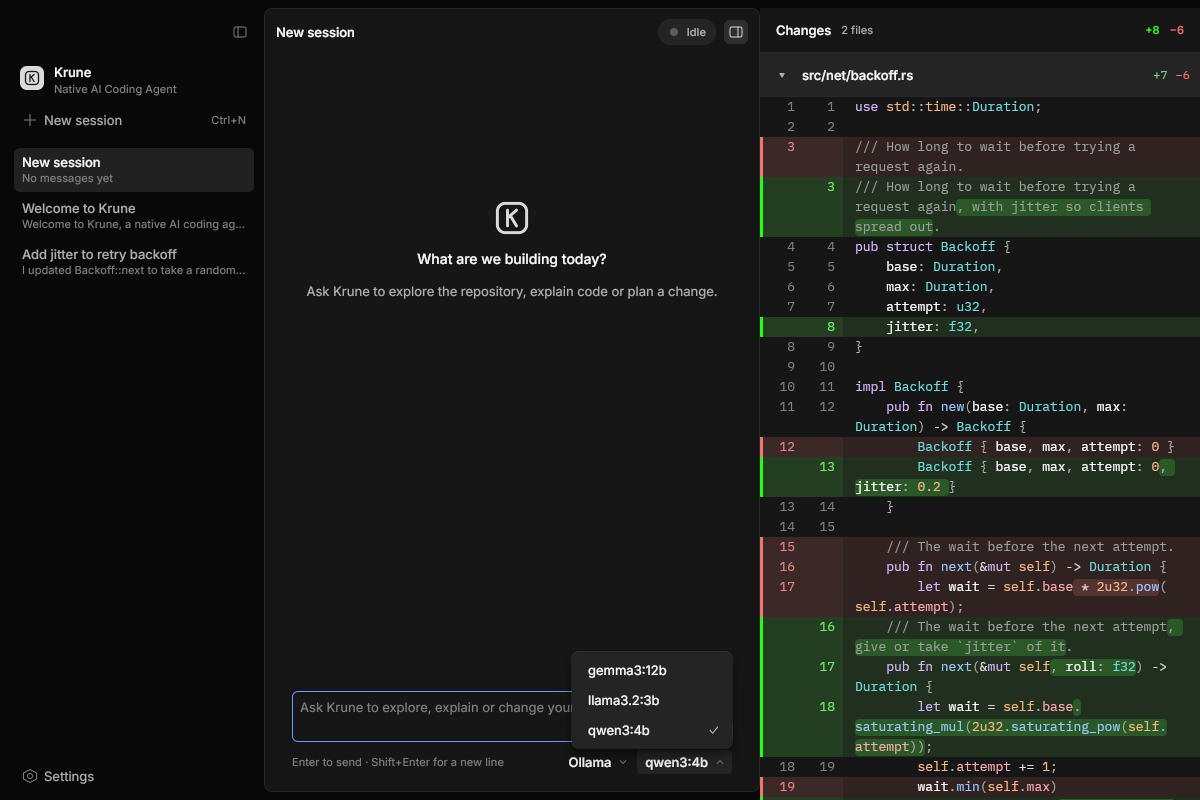 Krune
Native AI Coding Agent
New session Ctrl+N
New session
No messages yet
Welcome to Krune
Welcome to Krune, a native AI coding ag...
Add jitter to retry backoff
I updated Backoff::next to take a random...
Settings
New session
Idle
K
What are we building today?
Ask Krune to explore the repository, explain code or plan a change.
Ask Krune to explore, explain or change your
gemma3:12b
llama3.2:3b
qwen3:4b
Enter to send · Shift+Enter for a new line
Ollama
qwen3:4b
Changes 2 files +8 −6
src/net/backoff.rs +7 −6
1 1 use std::time::Duration;
2 2
3 /// How long to wait before trying a
request again.
3 /// How long to wait before trying a
request again, with jitter so clients
spread out.
4 4 pub struct Backoff {
5 5 base: Duration,
6 6 max: Duration,
7 7 attempt: u32,
8 jitter: f32,
8 9 }
9 10
10 11 impl Backoff {
11 12 pub fn new(base: Duration, max:
Duration) -> Backoff {
12 Backoff { base, max, attempt: 0 }
13 Backoff { base, max, attempt: 0,
jitter: 0.2 }
13 14 }
14 15
15 /// The wait before the next attempt.
16 pub fn next(&mut self) -> Duration {
17 let wait = self.base * 2u32.pow(
self.attempt);
16 /// The wait before the next attempt,
give or take `jitter` of it.
17 pub fn next(&mut self, roll: f32) ->
Duration {
18 let wait = self.base.
saturating_mul(2u32.saturating_pow(self.
attempt));
18 19 self.attempt += 1;
19 wait.min(self.max)